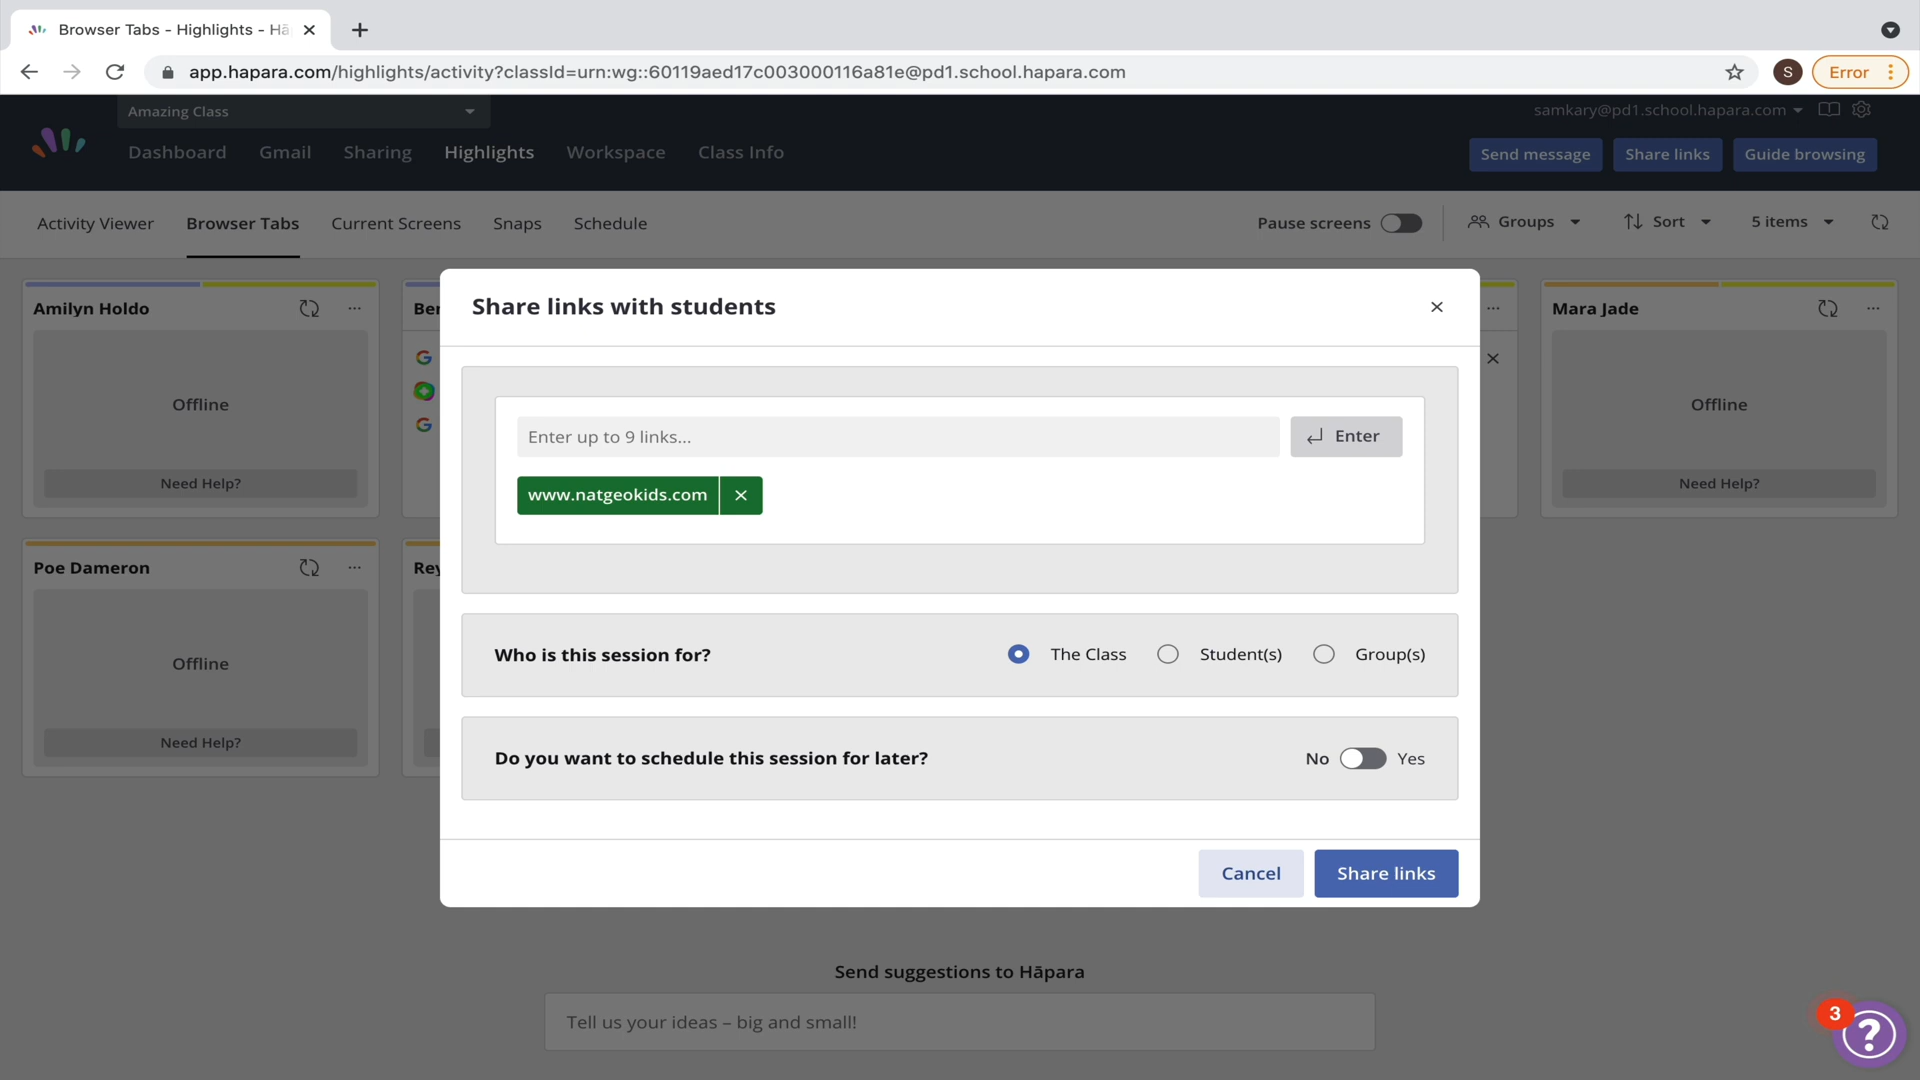 Browser Tabs - Highlights - Hā
app.hapara.com/highlights/activity?classId=urn:wg::60119aed17c003000116a81e@pd1.school.hapara.com
S
Error
Amazing Class
samkary@pd1.school.hapara.com
Dashboard Gmail Sharing Highlights Workspace Class Info
Send message Share links Guide browsing
Activity Viewer Browser Tabs Current Screens Snaps Schedule
Pause screens Groups Sort 5 items
Amilyn Holdo
Offline
Need Help?
Ber
Share links with students
Enter up to 9 links...
Enter
www.natgeokids.com
Who is this session for?
The Class Student(s) Group(s)
Do you want to schedule this session for later?
No Yes
Cancel Share links
Mara Jade
Offline
Need Help?
Poe Dameron
Offline
Need Help?
Rey
Send suggestions to Hāpara
Tell us your ideas – big and small!
3
?